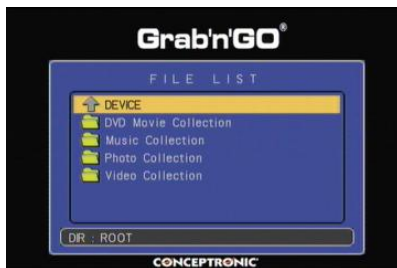 Grab'n'GO®
FILE LIST
DEVICE
DVD Movie Collection
Music Collection
Photo Collection
Video Collection
DIR : ROOT
CONCEPTRONIC